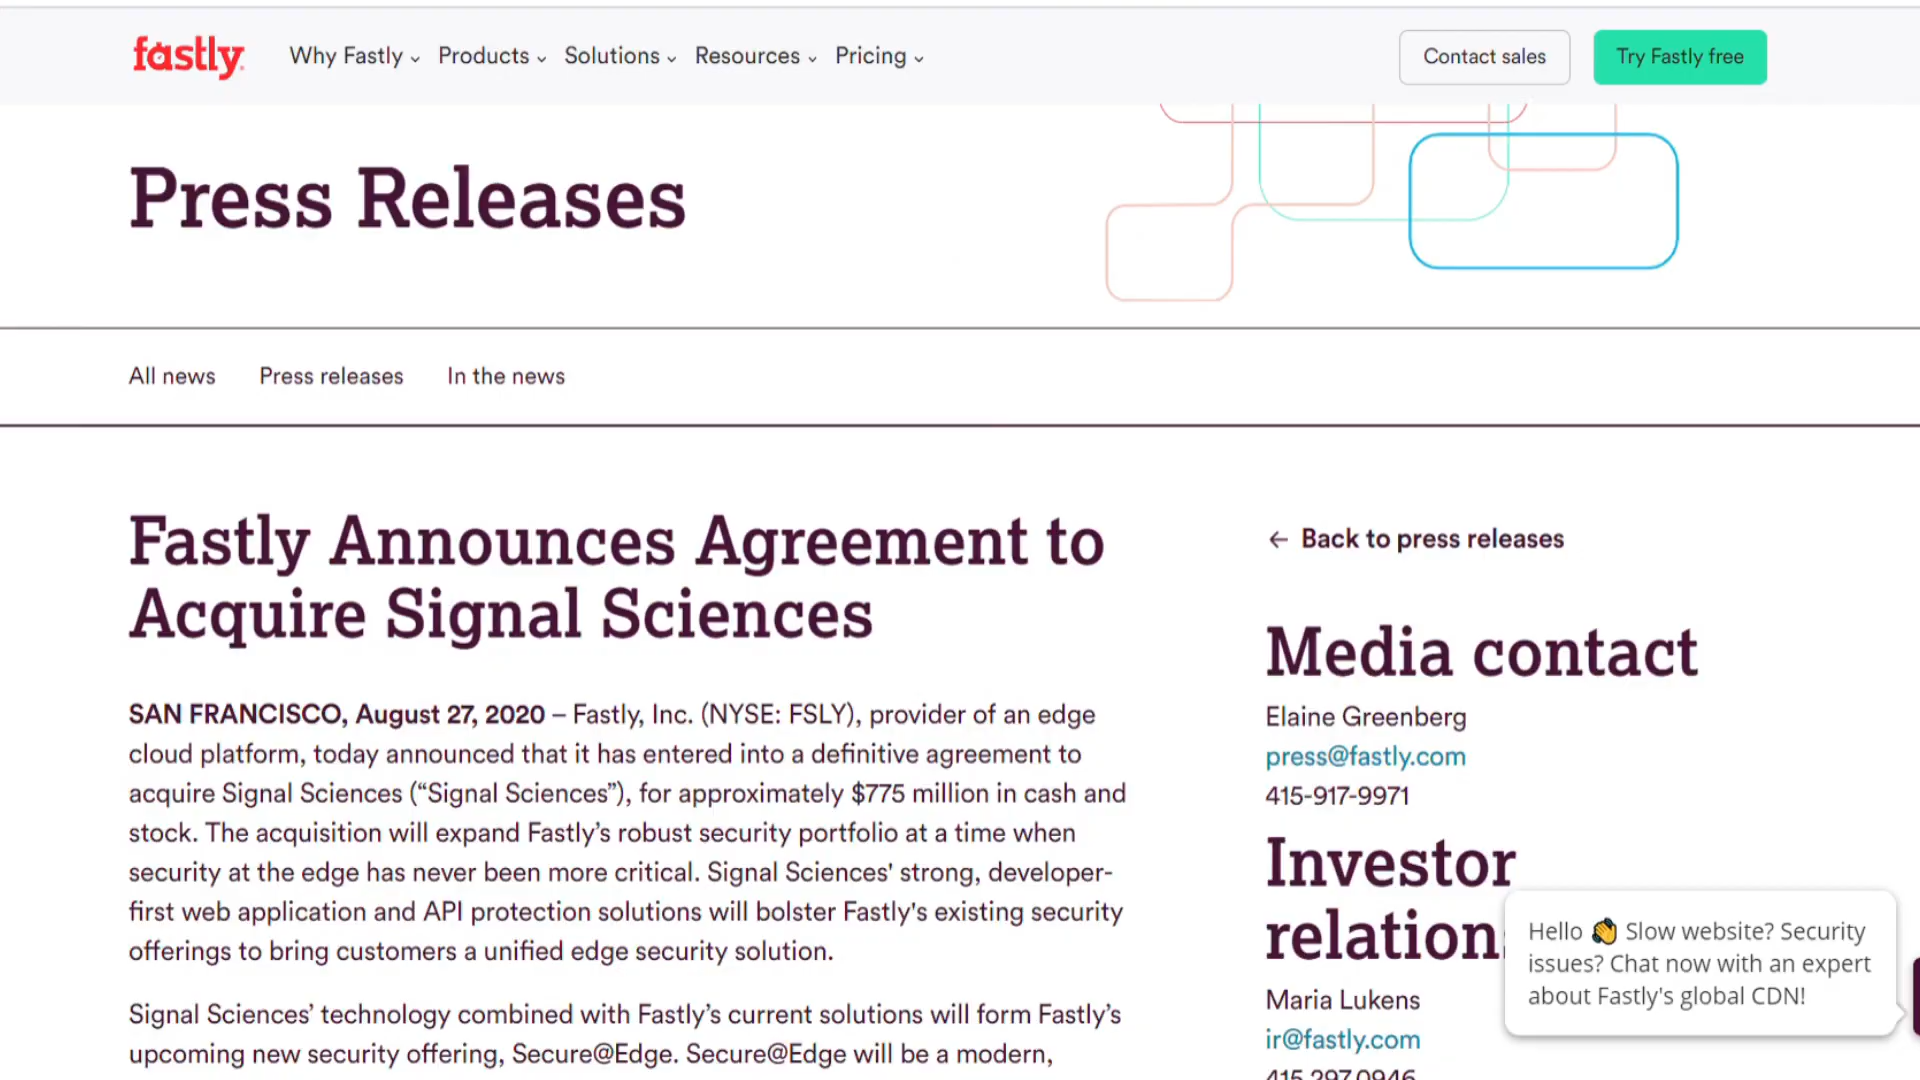 fastly
Why Fastly Products Solutions Resources Pricing Contact sales Try Fastly free
Press Releases
All news Press releases In the news
Fastly Announces Agreement to
Acquire Signal Sciences
SAN FRANCISCO, August 27, 2020 – Fastly, Inc. (NYSE: FSLY), provider of an edge
cloud platform, today announced that it has entered into a definitive agreement to
acquire Signal Sciences (“Signal Sciences”), for approximately $775 million in cash and
stock. The acquisition will expand Fastly’s robust security portfolio at a time when
security at the edge has never been more critical. Signal Sciences' strong, developer-
first web application and API protection solutions will bolster Fastly's existing security
offerings to bring customers a unified edge security solution.
Signal Sciences’ technology combined with Fastly’s current solutions will form Fastly’s
upcoming new security offering, Secure@Edge. Secure@Edge will be a modern,
← Back to press releases
Media contact
Elaine Greenberg
press@fastly.com
415-917-9971
Investor
relation
Maria Lukens
ir@fastly.com
415.297.0946
Hello 👋 Slow website? Security
issues? Chat now with an expert
about Fastly's global CDN!